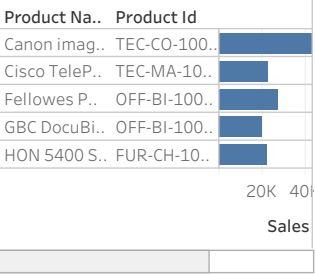 Product Na.. Product Id
Canon imag.. TEC-CO-100..
Cisco TeleP.. TEC-MA-10..
Fellowes P.. OFF-BI-100..
GBC DocuBi.. OFF-BI-100..
HON 5400 S.. FUR-CH-10..
20K 40
Sales